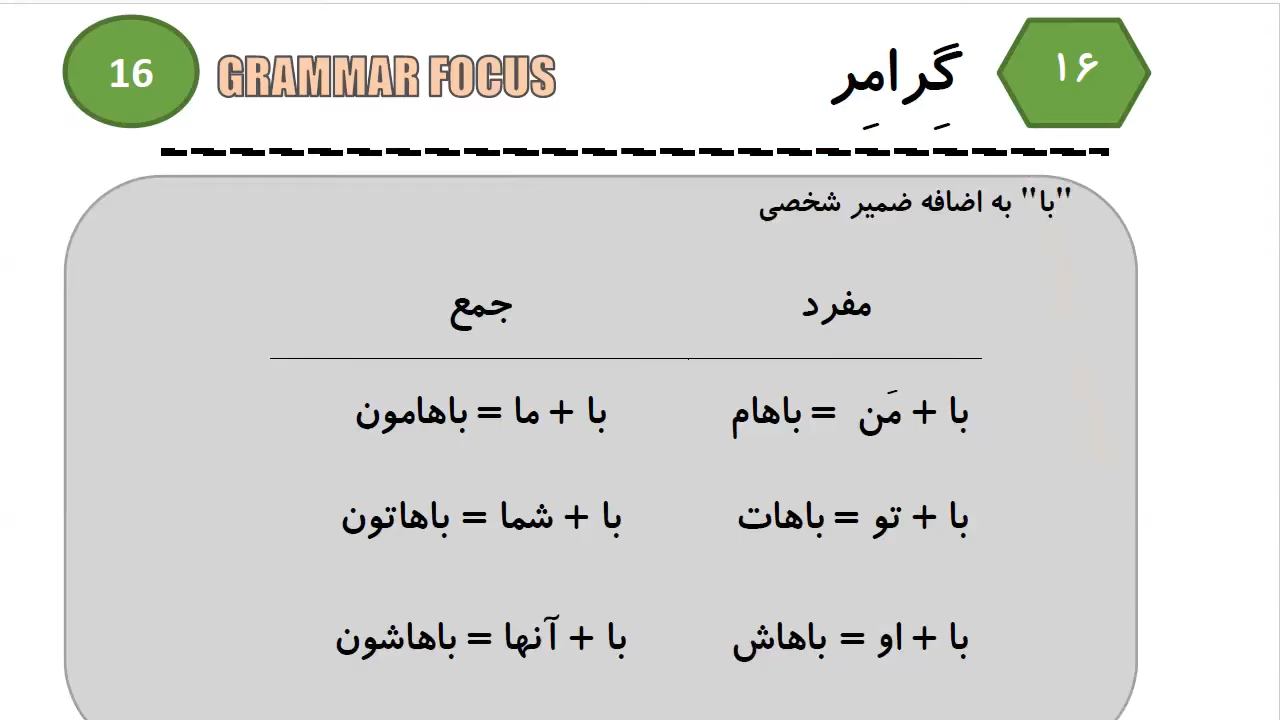 16 GRAMMAR FOCUS گَرامَر ۱۶
"با" به اضافه ضمیر شخصی
مفرد جمع
با + مَن = باهام با + ما = باهامون
با + تو = باهات با + شما = باهاتون
با + او = باهاش با + آنها = باهاشون